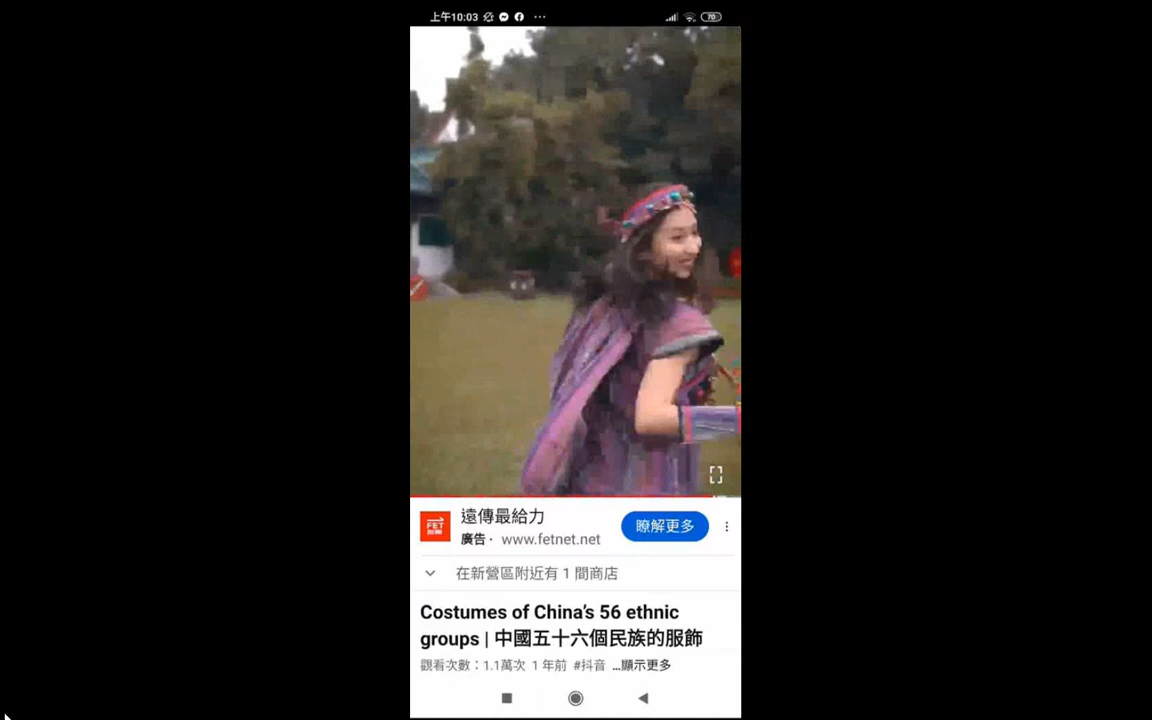 上午10:03
70
遠傳最給力
FET
廣告· www.fetnet.net
瞭解更多
在新營區附近有 1 間商店
Costumes of China's 56 ethnic
groups | 中國五十六個民族的服飾
觀看次數：1.1萬次 1 年前 #抖音 ...顯示更多